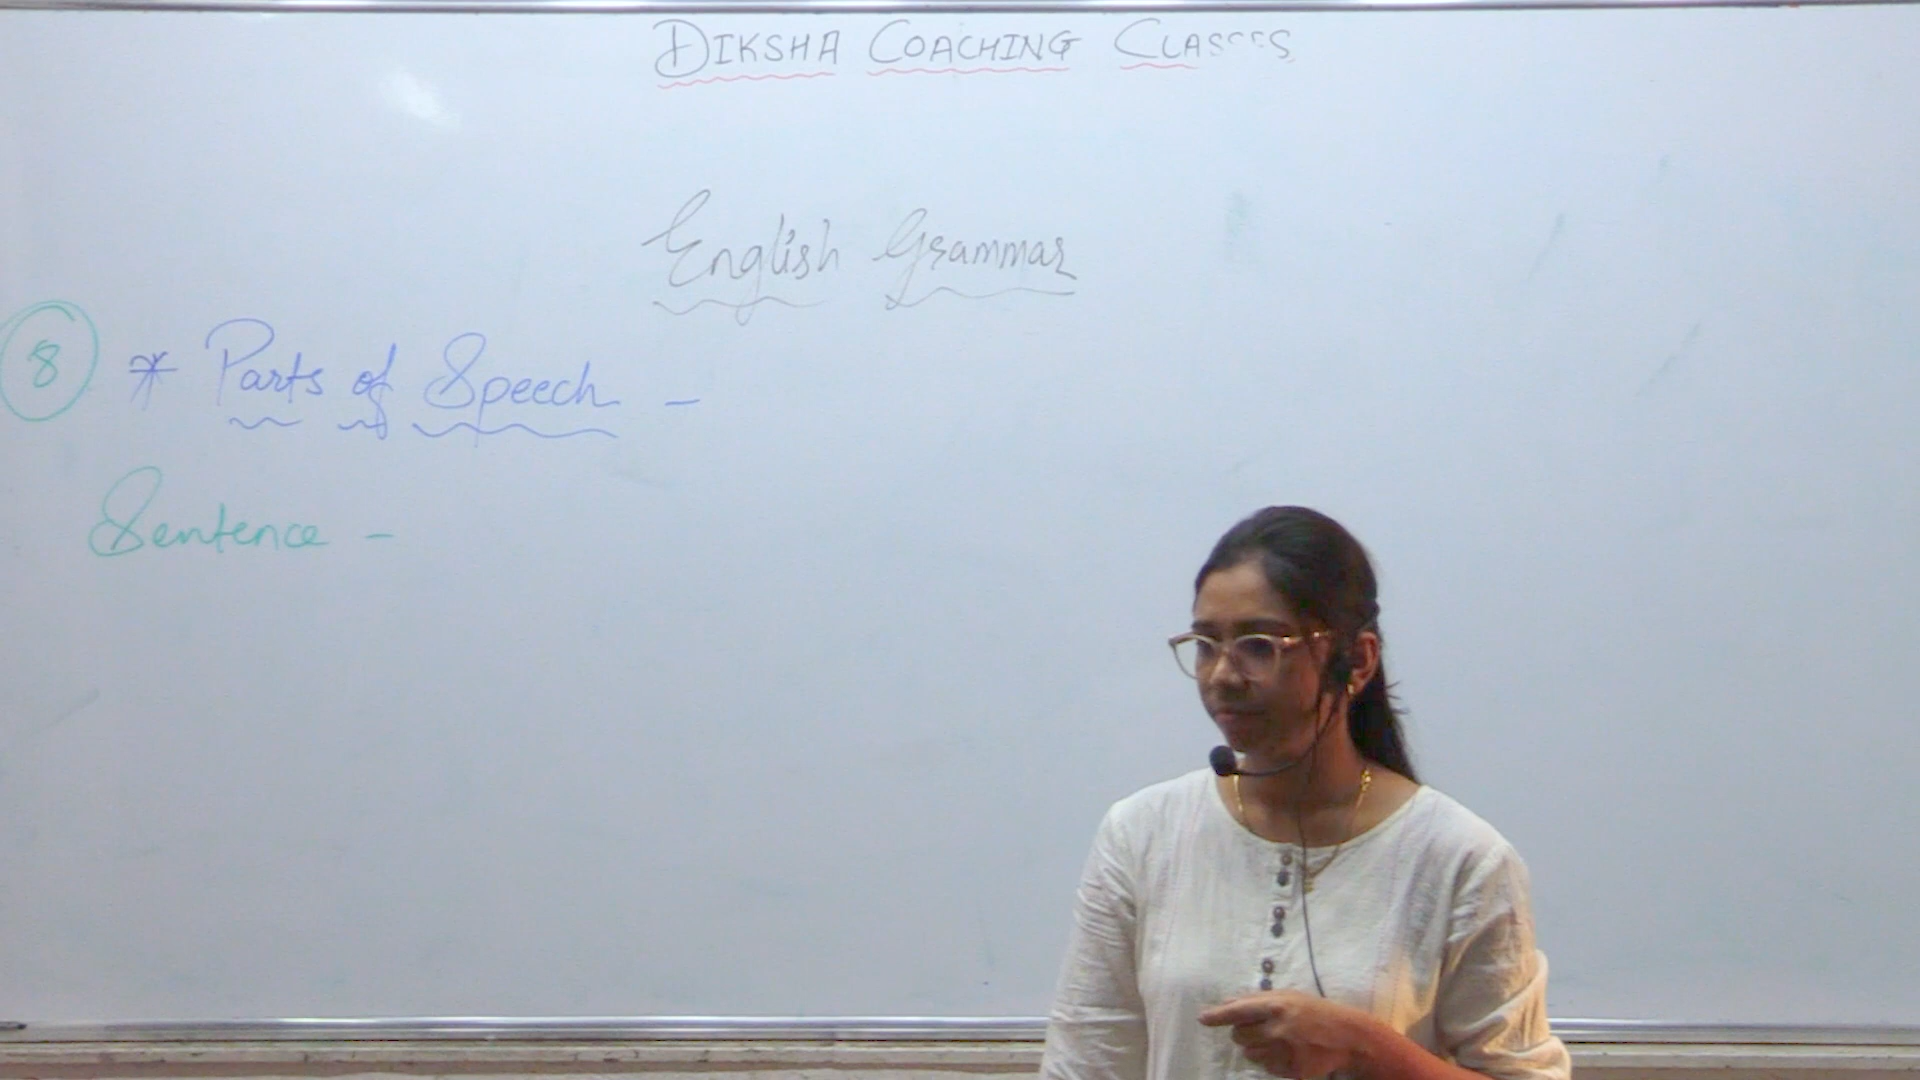 DIKSHA COACHING CLASSES
English Grammar
8 * Parts of Speech -
Sentence -